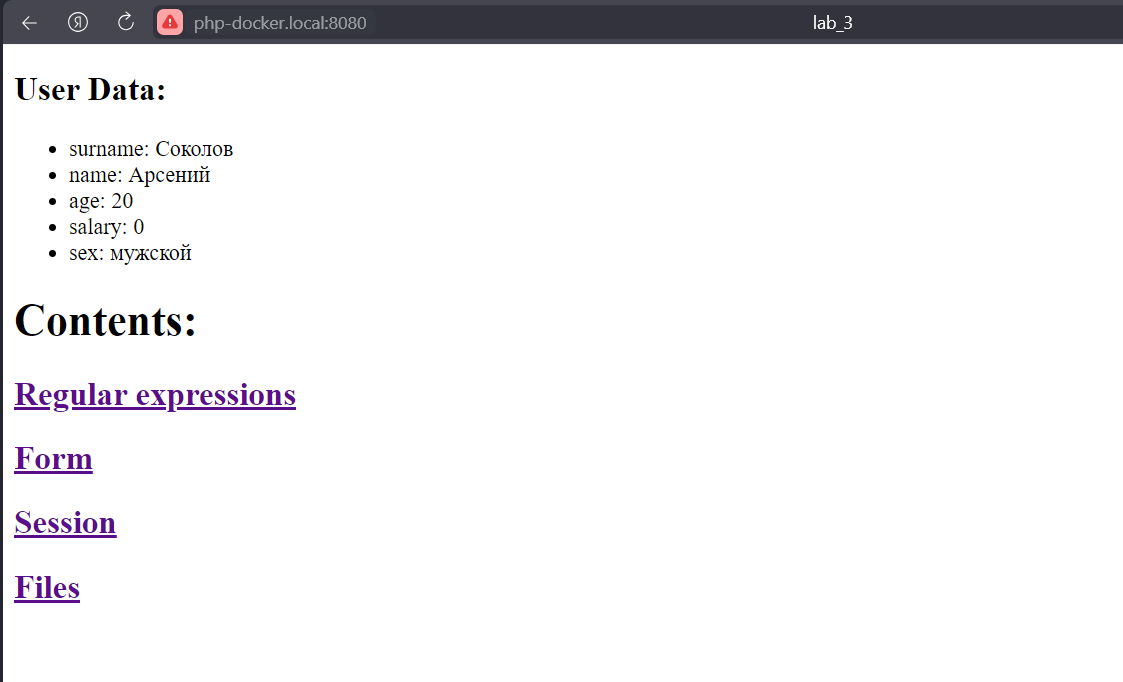 Я php-docker.local:8080 lab_3
User Data:
surname: Соколов
name: Арсений
age: 20
salary: 0
sex: мужской
Contents:
Regular expressions
Form
Session
Files